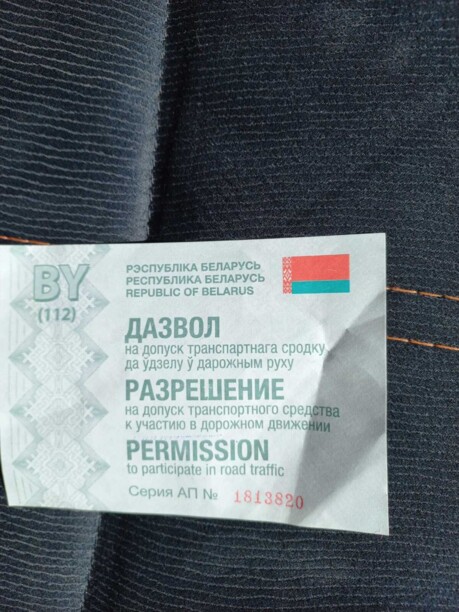 BY
(112)
РЭСПУБЛІКА БЕЛАРУСЬ
РЕСПУБЛИКА БЕЛАРУСЬ
REPUBLIC OF BELARUS
ДАЗВОЛ
на допуск транспартнага сродку
да ўдзелу ў дарожным руху
РАЗРЕШЕНИЕ
на допуск транспортного средства
к участию в дорожном движении
PERMISSION
to participate in road traffic
Серия АП № 1813820